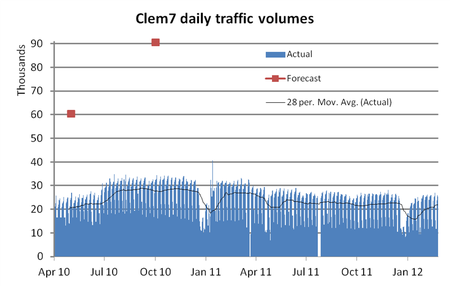 Clem7 daily traffic volumes
Thousands
90
80
70
60
50
40
30
20
10
0
Actual
Forecast
28 per. Mov. Avg. (Actual)
Apr 10 Jul 10 Oct 10 Jan 11 Apr 11 Jul 11 Oct 11 Jan 12